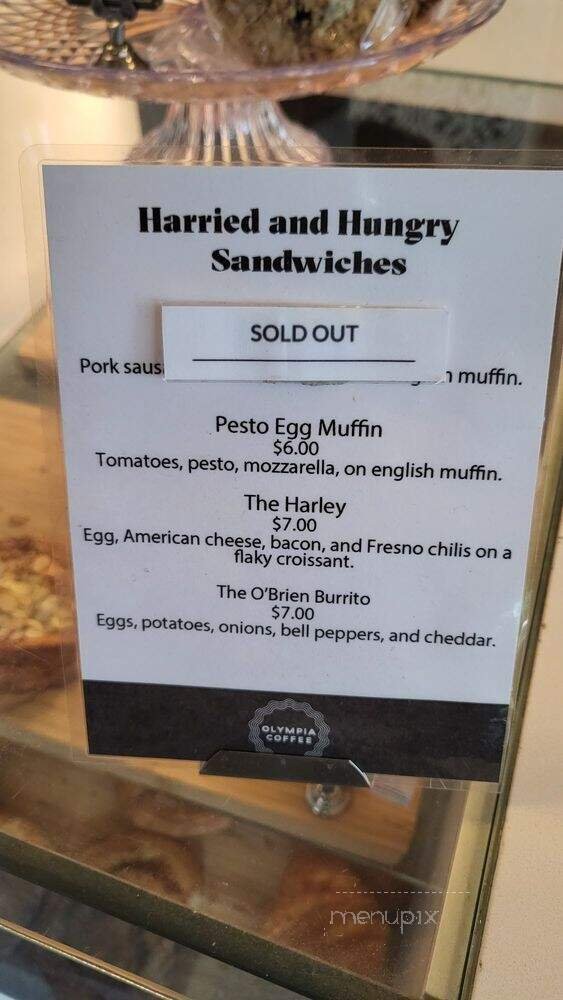 Harried and Hungry
Sandwiches
SOLD OUT
Pork muffin.
Pesto Egg Muffin
$6.00
Tomatoes, pesto, mozzarella, on english muffin.
The Harley
$7.00
Egg, American cheese, bacon, and Fresno chilis on a
flaky croissant.
The O'Brien Burrito
$7.00
Eggs, potatoes, onions, bell peppers, and cheddar.
OLYMPIA
COFFEE
menupix